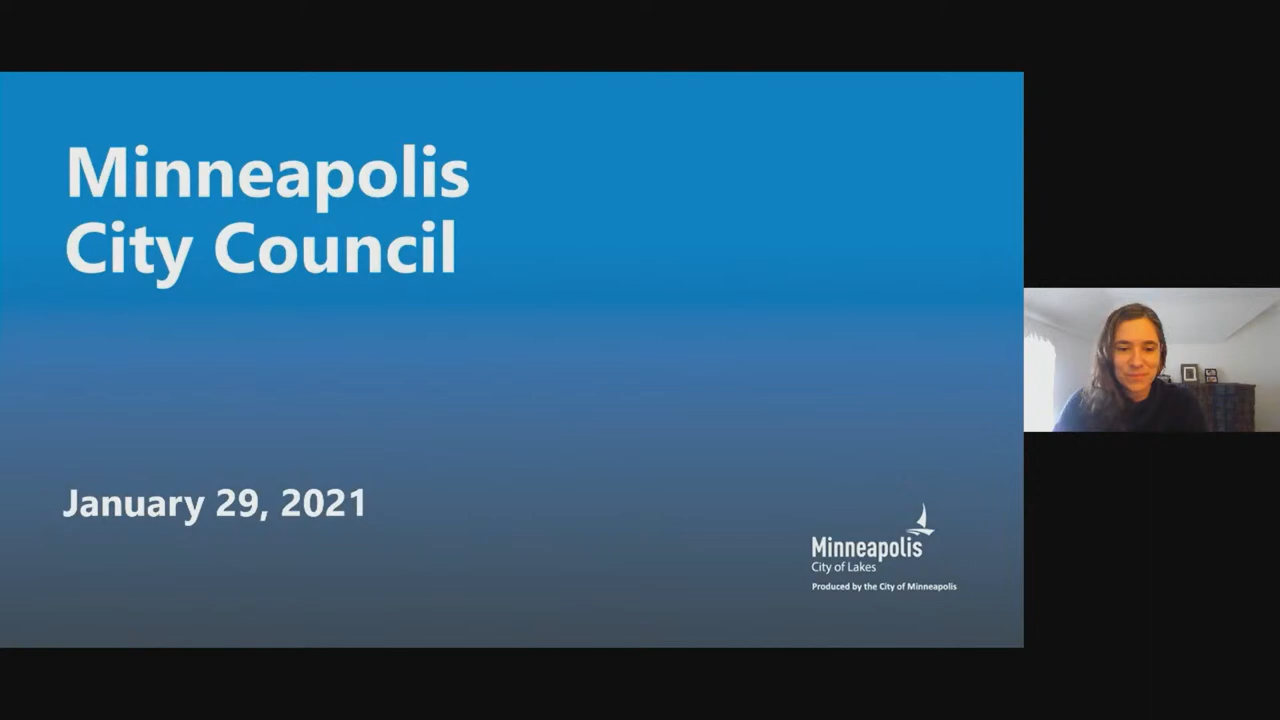 Minneapolis
City Council
January 29, 2021
Minneapolis
City of Lakes
Produced by the City of Minneapolis